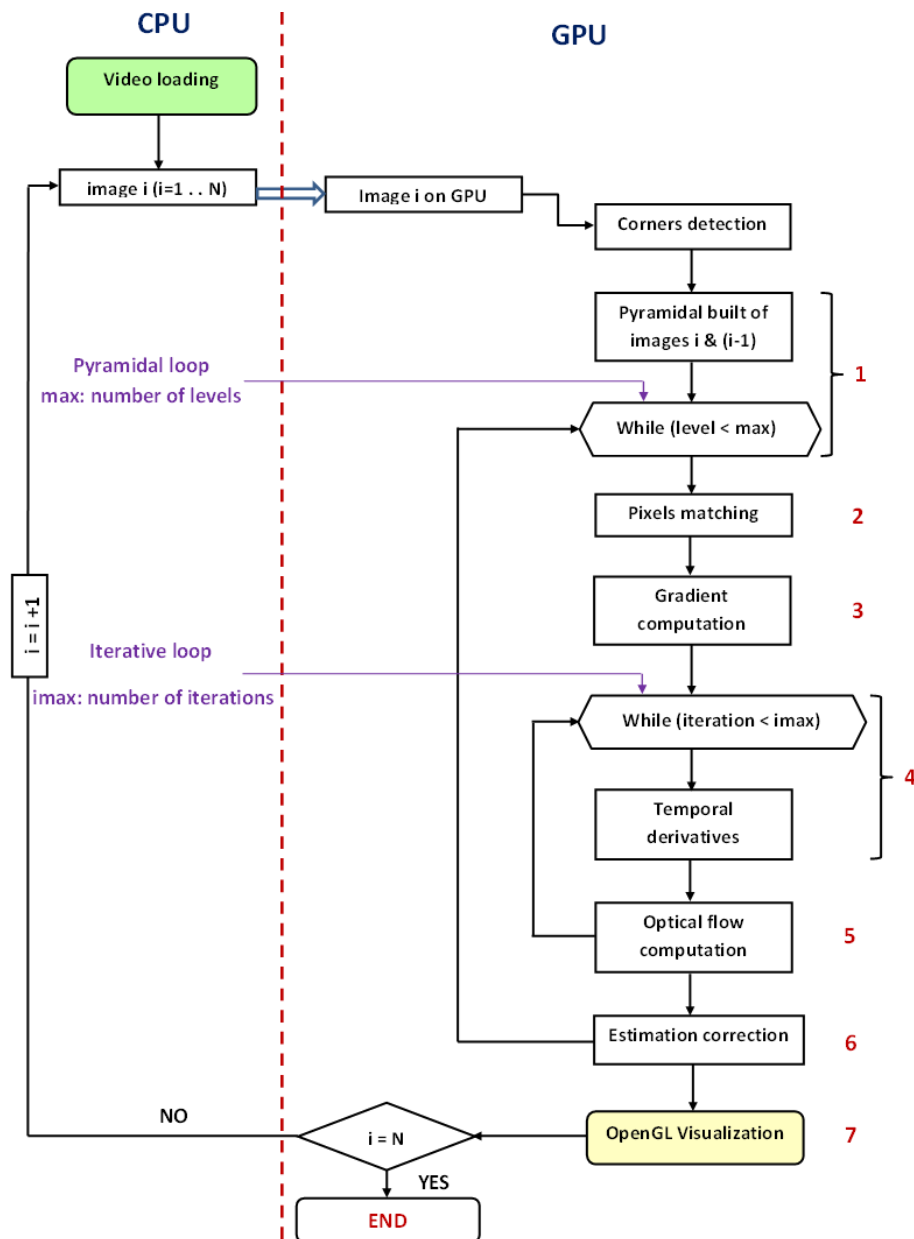 CPU
GPU
Video loading
image i (i=1 . . N)
Image i on GPU
Corners detection
Pyramidal built of
images i & (i-1)
1
Pyramidal loop
max: number of levels
While (level < max)
Pixels matching
2
Gradient
computation
3
i = i +1
Iterative loop
imax: number of iterations
While (iteration < imax)
4
Temporal
derivatives
Optical flow
computation
5
Estimation correction
6
NO
i = N
OpenGL Visualization
7
YES
END